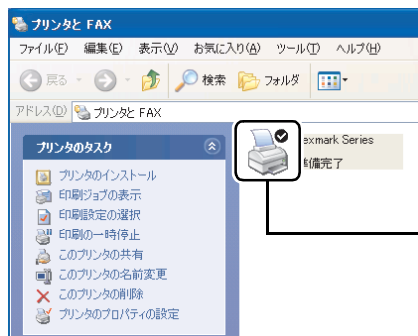 プリンタと FAX
ファイル(F) 編集(E) 表示(V) お気に入り(A) ツール(T) ヘルプ(H)
戻る 検索 フォルダ
アドレス(D) プリンタと FAX
プリンタのタスク
プリンタのインストール
印刷ジョブの表示
印刷設定の選択
印刷の一時停止
このプリンタの共有
このプリンタの名前変更
このプリンタの削除
プリンタのプロパティの設定
exmark Series
準備完了